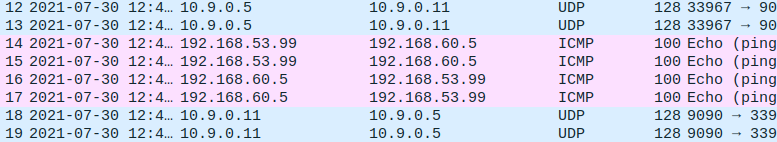 12 2021-07-30 12:4… 10.9.0.5 10.9.0.11 UDP 128 33967 → 90
13 2021-07-30 12:4… 10.9.0.5 10.9.0.11 UDP 128 33967 → 90
14 2021-07-30 12:4… 192.168.53.99 192.168.60.5 ICMP 100 Echo (ping
15 2021-07-30 12:4… 192.168.53.99 192.168.60.5 ICMP 100 Echo (ping
16 2021-07-30 12:4… 192.168.60.5 192.168.53.99 ICMP 100 Echo (ping
17 2021-07-30 12:4… 192.168.60.5 192.168.53.99 ICMP 100 Echo (ping
18 2021-07-30 12:4… 10.9.0.11 10.9.0.5 UDP 128 9090 → 339
19 2021-07-30 12:4… 10.9.0.11 10.9.0.5 UDP 128 9090 → 339